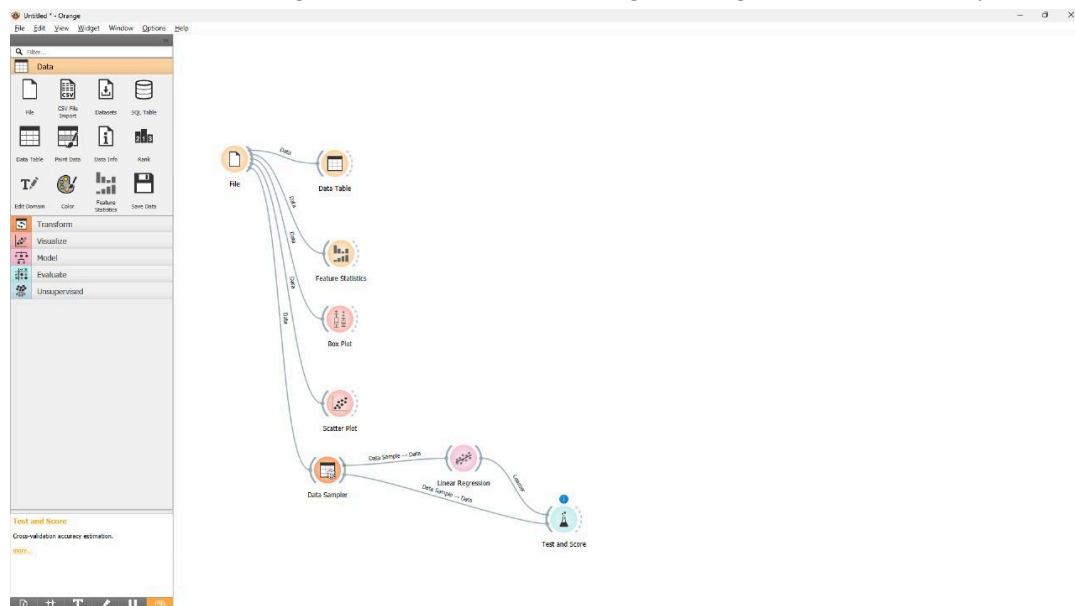 Untitled * - Orange
File Edit View Widget Window Options Help
Filter...
Data
File
CSV File Import
Datasets
SQL Table
Data Table
Paint Data
Data Info
Rank
Edit Domain
Color
Feature Statistics
Save Data
Transform
Visualize
Model
Evaluate
Unsupervised
Test and Score
Cross-validation accuracy estimation.
more...
File
Data
Data Table
Data
Feature Statistics
Data
Box Plot
Data
Scatter Plot
Data
Data Sampler
Data Sample → Data
Linear Regression
Data Sample → Data
Learner
Test and Score